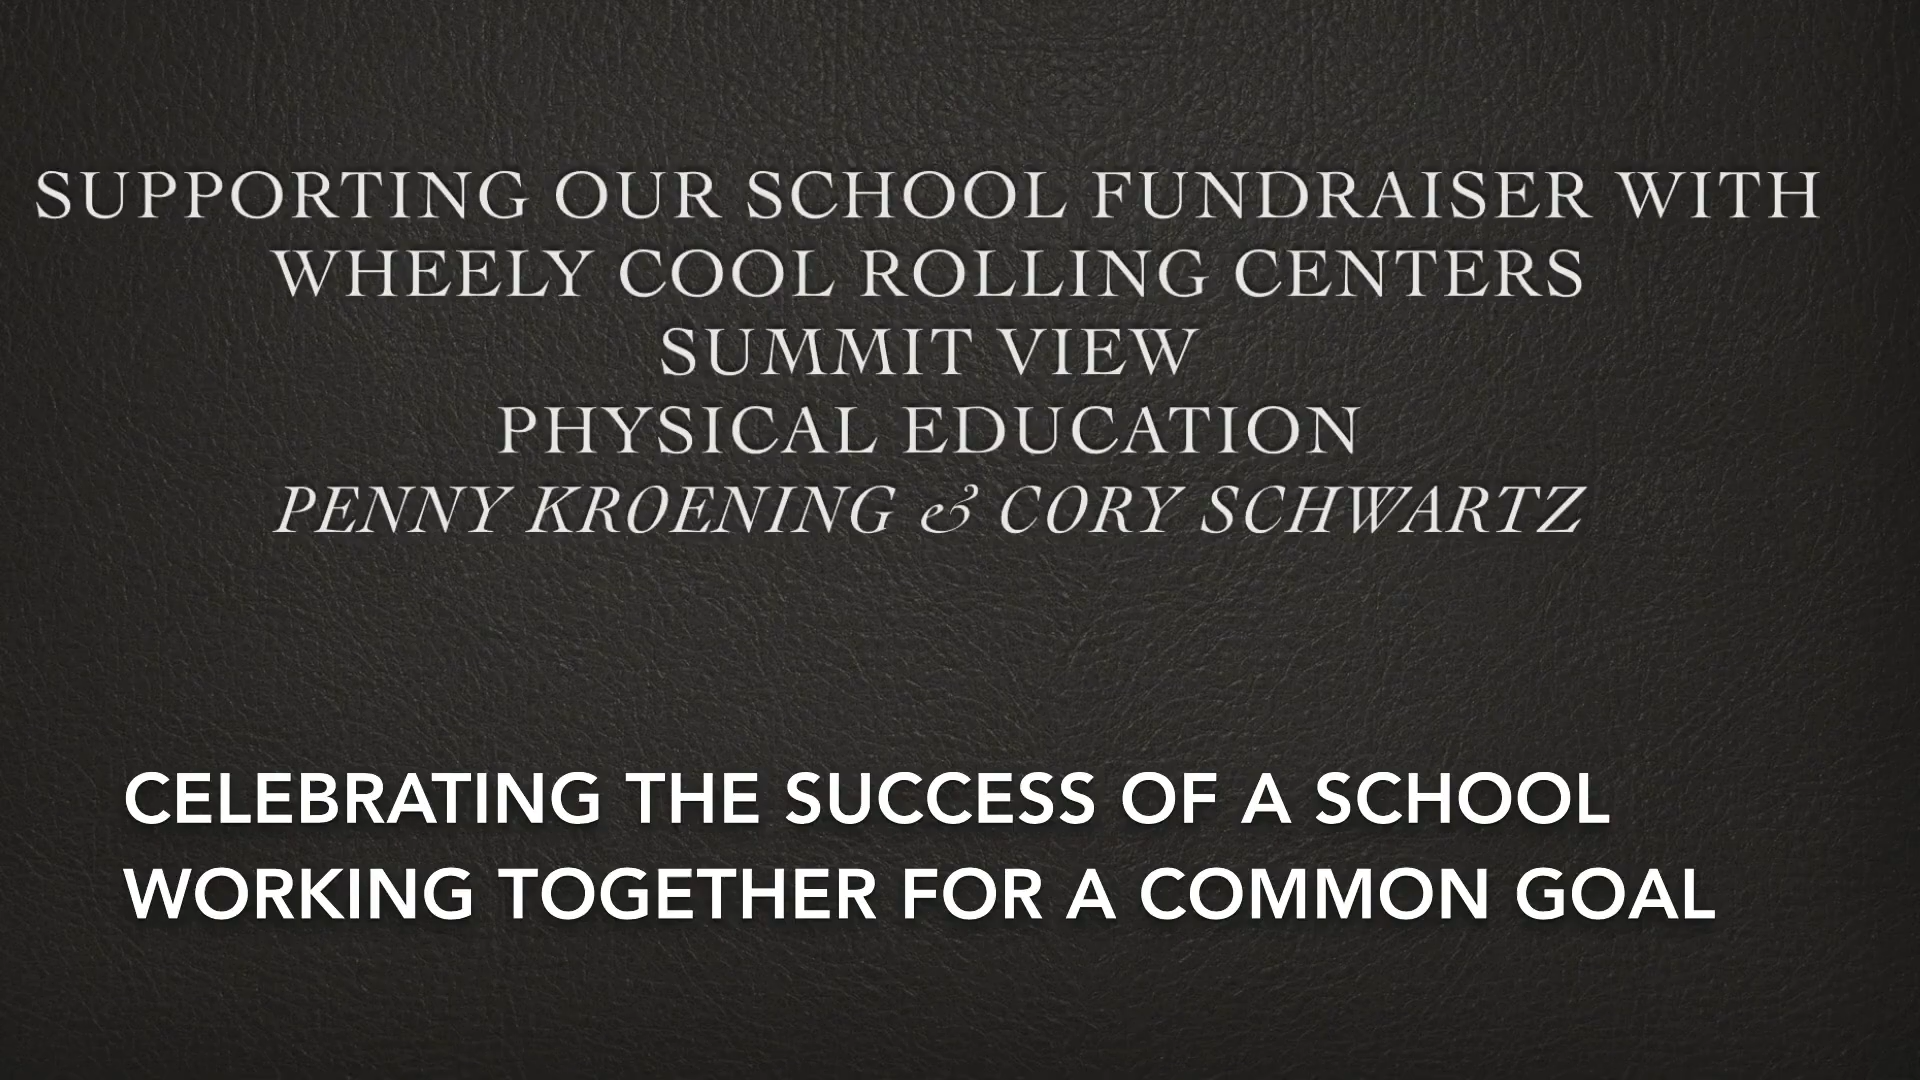 SUPPORTING OUR SCHOOL FUNDRAISER WITH
WHEELY COOL ROLLING CENTERS
SUMMIT VIEW
PHYSICAL EDUCATION
PENNY KROENING & CORY SCHWARTZ
CELEBRATING THE SUCCESS OF A SCHOOL
WORKING TOGETHER FOR A COMMON GOAL